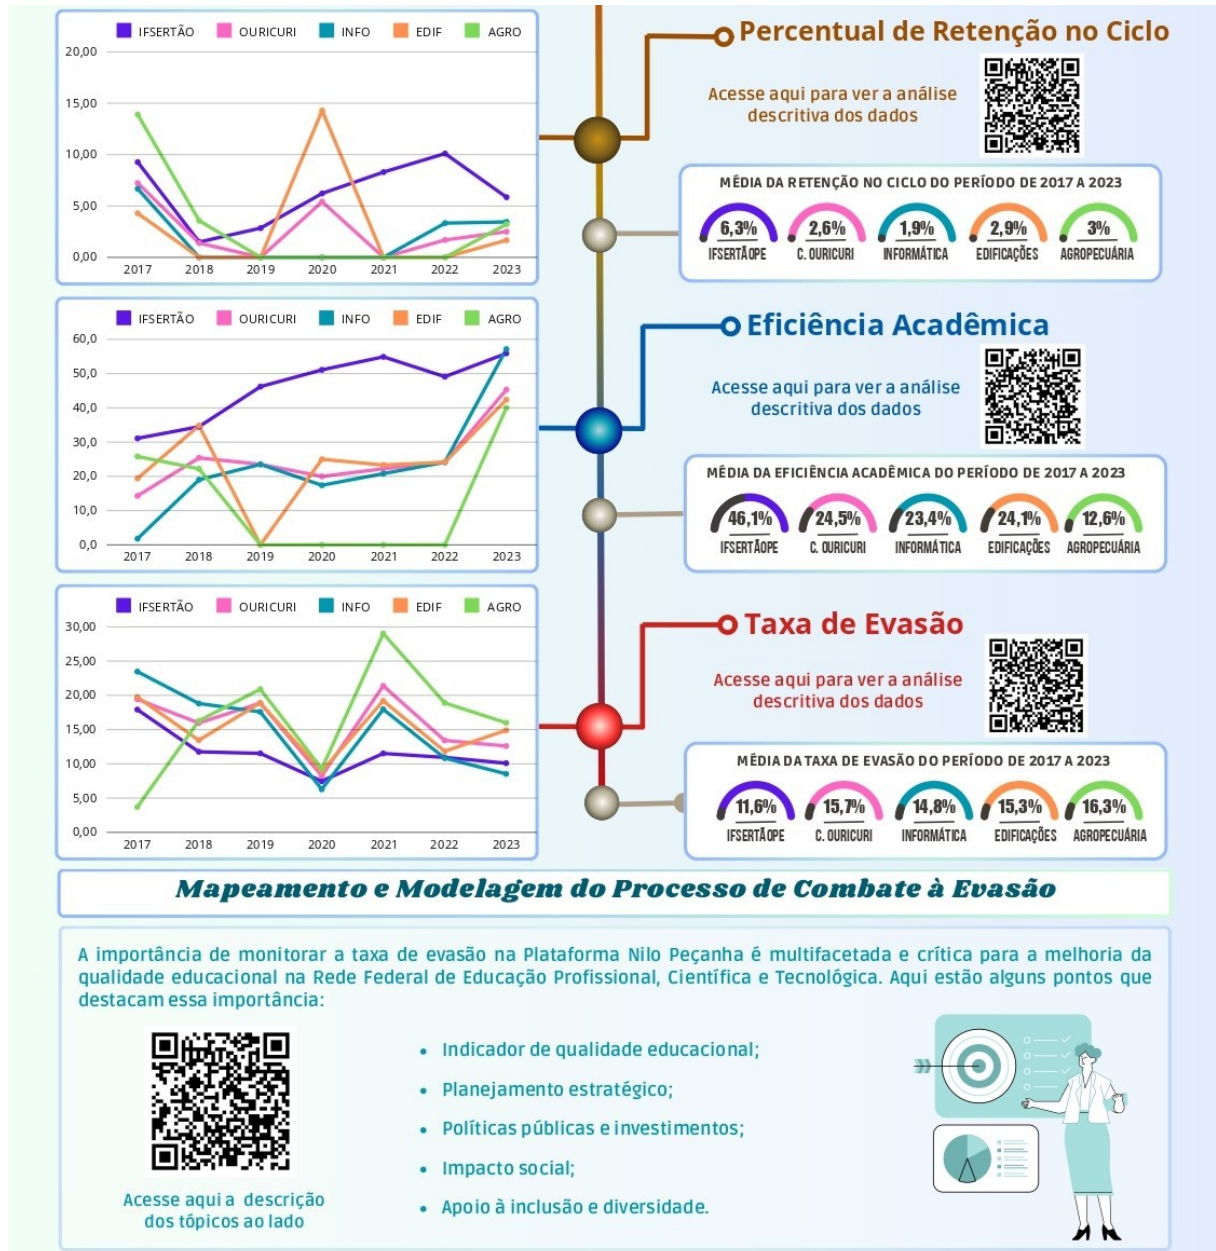 IFSERTÃO OURICURI INFO EDIF AGRO
20,00
15,00
10,00
5,00
0,00
2017 2018 2019 2020 2021 2022 2023
Percentual de Retenção no Ciclo
Acesse aqui para ver a análise
descritiva dos dados
MÉDIA DA RETENÇÃO NO CICLO DO PERÍODO DE 2017 A 2023
6,3% 2,6% 1,9% 2,9% 3%
IFSERTÃOPE C. OURICURI INFORMÁTICA EDIFICAÇÕES AGROPECUÁRIA
IFSERTÃO OURICURI INFO EDIF AGRO
60,0
50,0
40,0
30,0
20,0
10,0
0,0
2017 2018 2019 2020 2021 2022 2023
Eficiência Acadêmica
Acesse aqui para ver a análise
descritiva dos dados
MÉDIA DA EFICIÊNCIA ACADÊMICA DO PERÍODO DE 2017 A 2023
46,1% 24,5% 23,4% 24,1% 12,6%
IFSERTÃOPE C. OURICURI INFORMÁTICA EDIFICAÇÕES AGROPECUÁRIA
IFSERTÃO OURICURI INFO EDIF AGRO
30,00
25,00
20,00
15,00
10,00
5,00
0,00
2017 2018 2019 2020 2021 2022 2023
Taxa de Evasão
Acesse aqui para ver a análise
descritiva dos dados
MÉDIA DA TAXA DE EVASÃO DO PERÍODO DE 2017 A 2023
11,6% 15,7% 14,8% 15,3% 16,3%
IFSERTÃOPE C. OURICURI INFORMÁTICA EDIFICAÇÕES AGROPECUÁRIA
Mapeamento e Modelagem do Processo de Combate à Evasão
A importância de monitorar a taxa de evasão na Plataforma Nilo Peçanha é multifacetada e crítica para a melhoria da
qualidade educacional na Rede Federal de Educação Profissional, Científica e Tecnológica. Aqui estão alguns pontos que
destacam essa importância:
• Indicador de qualidade educacional;
• Planejamento estratégico;
• Políticas públicas e investimentos;
• Impacto social;
• Apoio à inclusão e diversidade.
Acesse aqui a descrição
dos tópicos ao lado